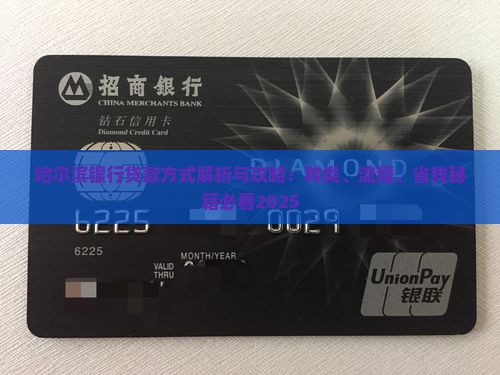 招商銀行
CHINA MERCHANTS BANK
钻石信用卡
Diamond Credit Card
DIAMOND
哈尔滨银行贷款方式解析与攻略：种类、流程、省钱秘
籍必看2025
6225 0029
6225
MONTH/YEAR
VALID
THRU
UnionPay
银联